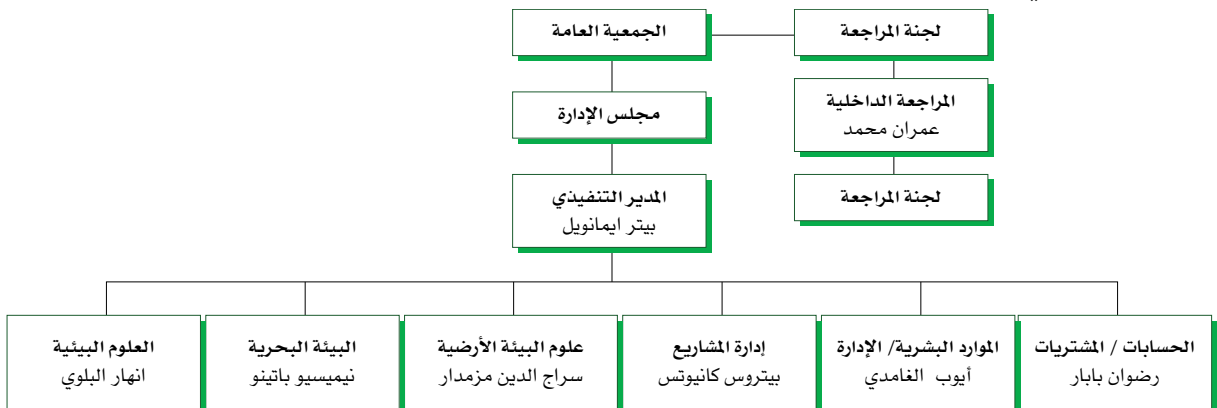 لجنة المراجعة
الجمعية العامة
المراجعة الداخلية
عمران محمد
مجلس الإدارة
لجنة المراجعة
المدير التنفيذي
بيتر ايمانويل
الحسابات / المشتريات
رضوان بابار
الموارد البشرية/ الإدارة
أيوب الغامدي
إدارة المشاريع
بيتروس كانيوتس
علوم البيئة الأرضية
سراج الدين مزمدار
البيئة البحرية
نيميسيو باتينو
العلوم البيئية
انهار البلوي